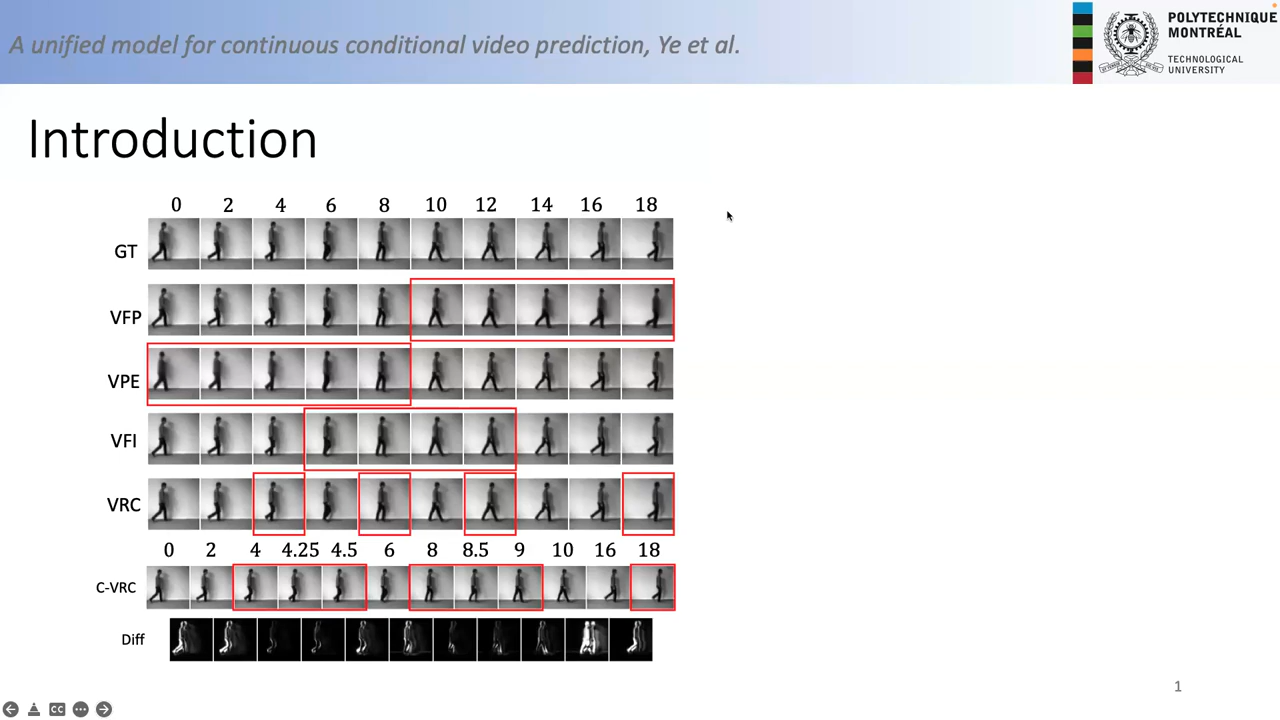 A unified model for continuous conditional video prediction, Ye et al.
POLYTECHNIQUE
MONTRÉAL
TECHNOLOGICAL
UNIVERSITY
Introduction
0 2 4 6 8 10 12 14 16 18
GT
VFP
VPE
VFI
VRC
0 2 4 4.25 4.5 6 8 8.5 9 10 16 18
C-VRC
Diff
1
CC